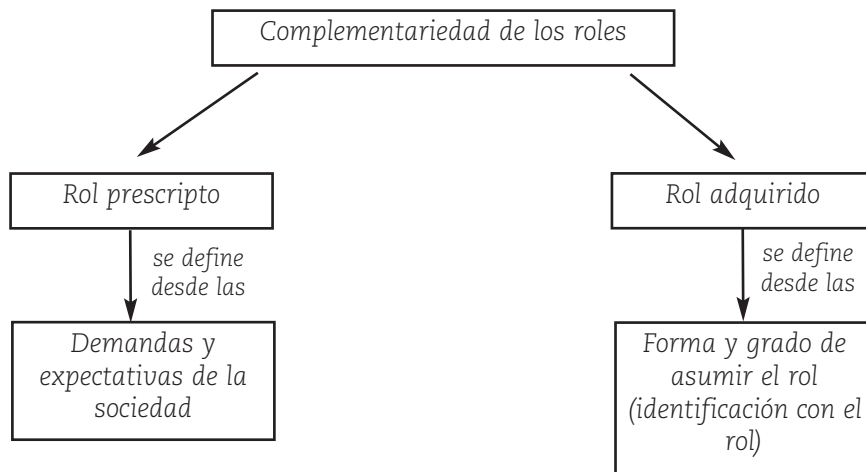 Complementariedad de los roles
Rol prescripto
Rol adquirido
se define
desde las
se define
desde las
Demandas y
expectativas de la
sociedad
Forma y grado de
asumir el rol
(identificación con el
rol)